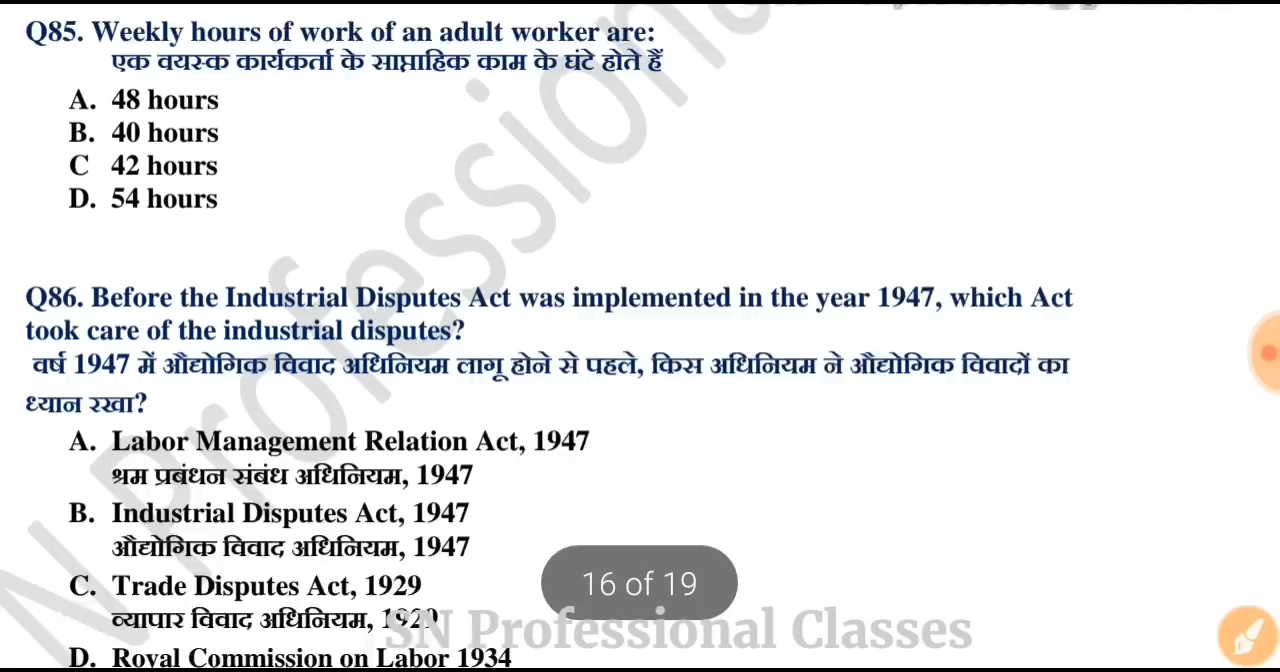 Q85. Weekly hours of work of an adult worker are:
एक वयस्क कार्यकर्ता के साप्ताहिक काम के घंटे होते हैं
A. 48 hours
B. 40 hours
C 42 hours
D. 54 hours
Q86. Before the Industrial Disputes Act was implemented in the year 1947, which Act
took care of the industrial disputes?
वर्ष 1947 में औद्योगिक विवाद अधिनियम लागू होने से पहले, किस अधिनियम ने औद्योगिक विवादों का
ध्यान रखा?
A. Labor Management Relation Act, 1947
श्रम प्रबंधन संबंध अधिनियम, 1947
B. Industrial Disputes Act, 1947
औद्योगिक विवाद अधिनियम, 1947
C. Trade Disputes Act, 1929
व्यापार विवाद अधिनियम, 1929
D. Royal Commission on Labor 1934
16 of 19
SN Professional Classes
N Professiona